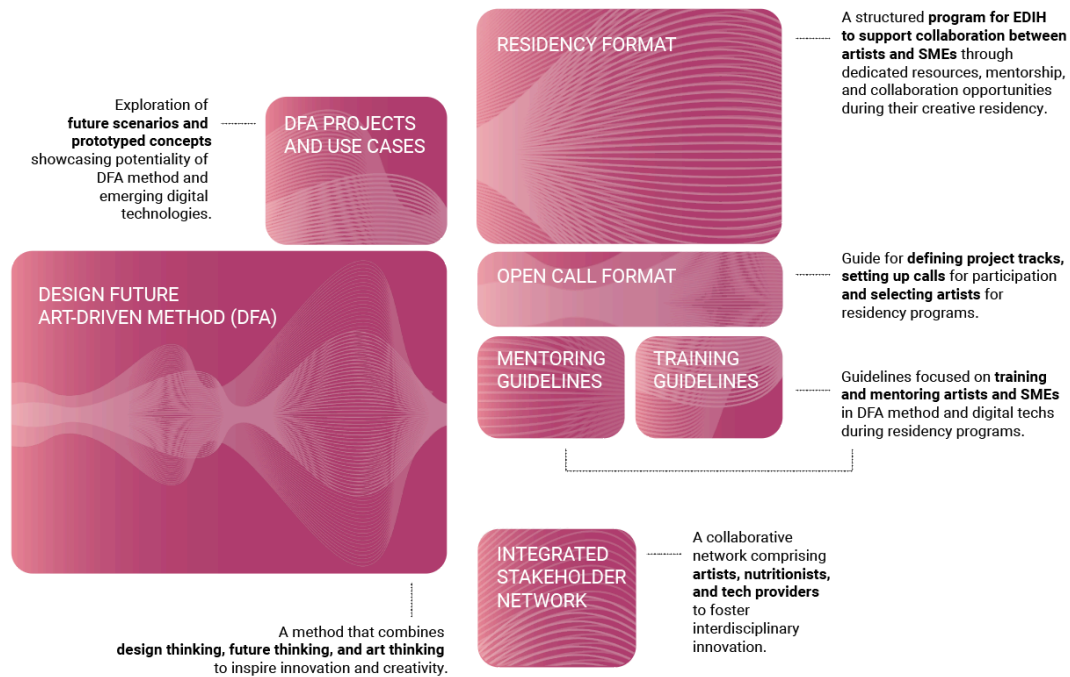 Exploration of
future scenarios and
prototyped concepts
showcasing potentiality of
DFA method and
emerging digital
technologies.
DFA PROJECTS
AND USE CASES
DESIGN FUTURE
ART-DRIVEN METHOD (DFA)
A method that combines
design thinking, future thinking, and art thinking
to inspire innovation and creativity.
RESIDENCY FORMAT
A structured program for EDIH
to support collaboration between
artists and SMEs through
dedicated resources, mentorship,
and collaboration opportunities
during their creative residency.
OPEN CALL FORMAT
Guide for defining project tracks,
setting up calls for participation
and selecting artists for
residency programs.
MENTORING
GUIDELINES
TRAINING
GUIDELINES
Guidelines focused on training
and mentoring artists and SMEs
in DFA method and digital techs
during residency programs.
INTEGRATED
STAKEHOLDER
NETWORK
A collaborative
network comprising
artists, nutritionists,
and tech providers
to foster
interdisciplinary
innovation.